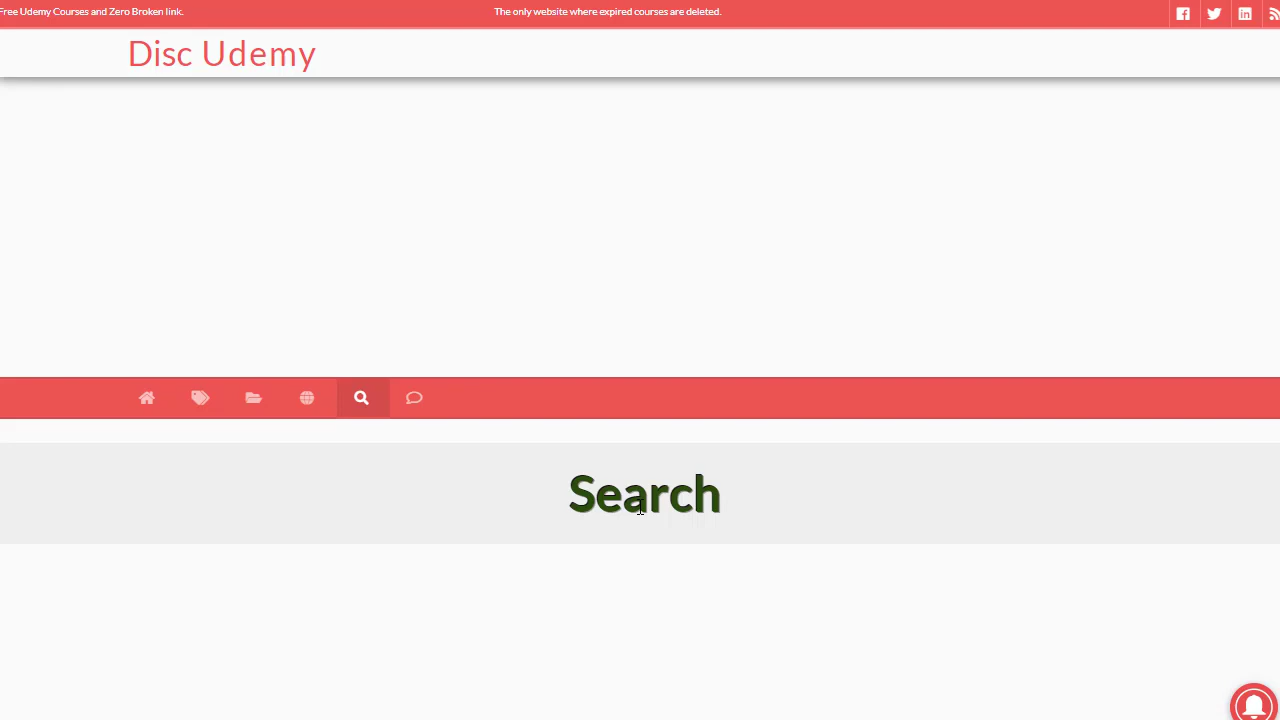 Free Udemy Courses and Zero Broken link.
The only website where expired courses are deleted.
Disc Udemy
Search